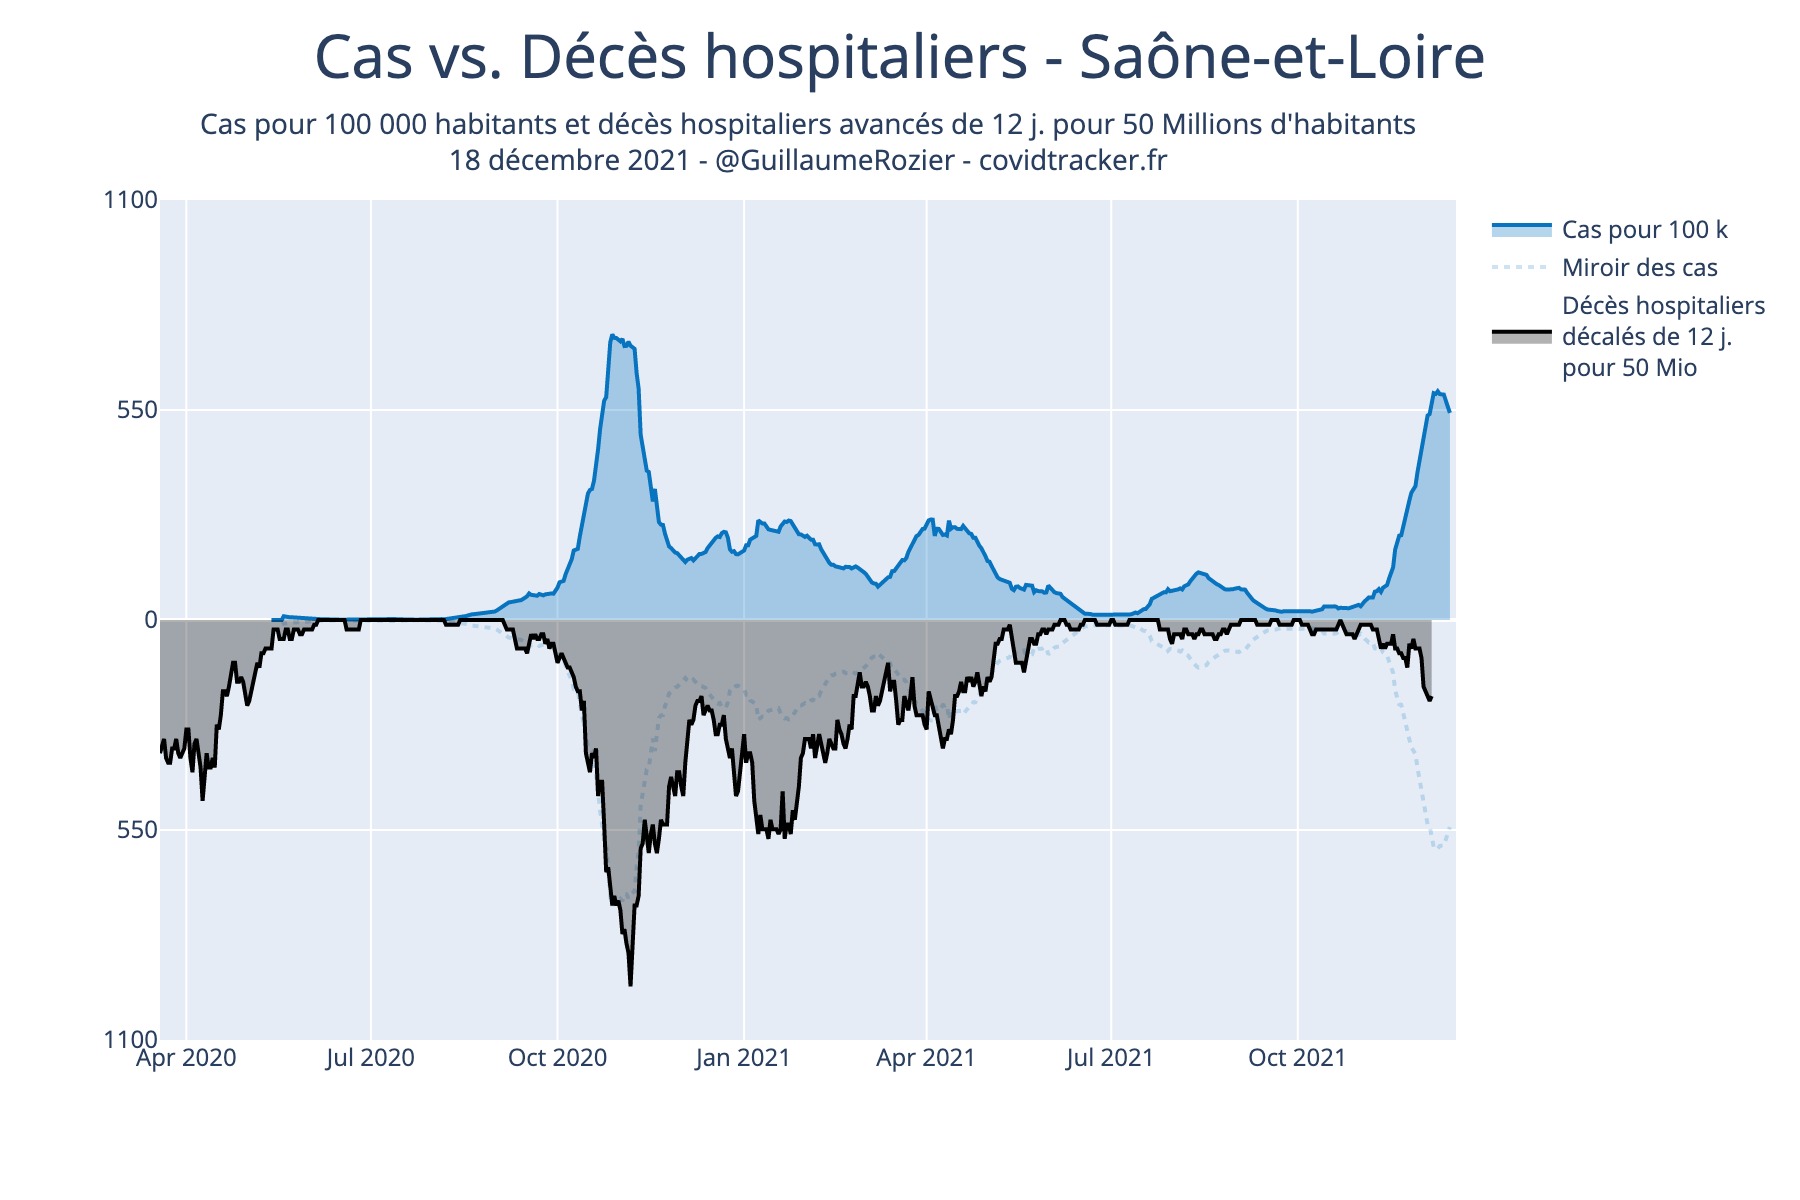 Cas vs. Décès hospitaliers - Saône-et-Loire
Cas pour 100 000 habitants et décès hospitaliers avancés de 12 j. pour 50 Millions d'habitants
18 décembre 2021 - @GuillaumeRozier - covidtracker.fr
1100
550
0
550
1100
Apr 2020
Jul 2020
Oct 2020
Jan 2021
Apr 2021
Jul 2021
Oct 2021
Cas pour 100 k
Miroir des cas
Décès hospitaliers
décalés de 12 j.
pour 50 Mio